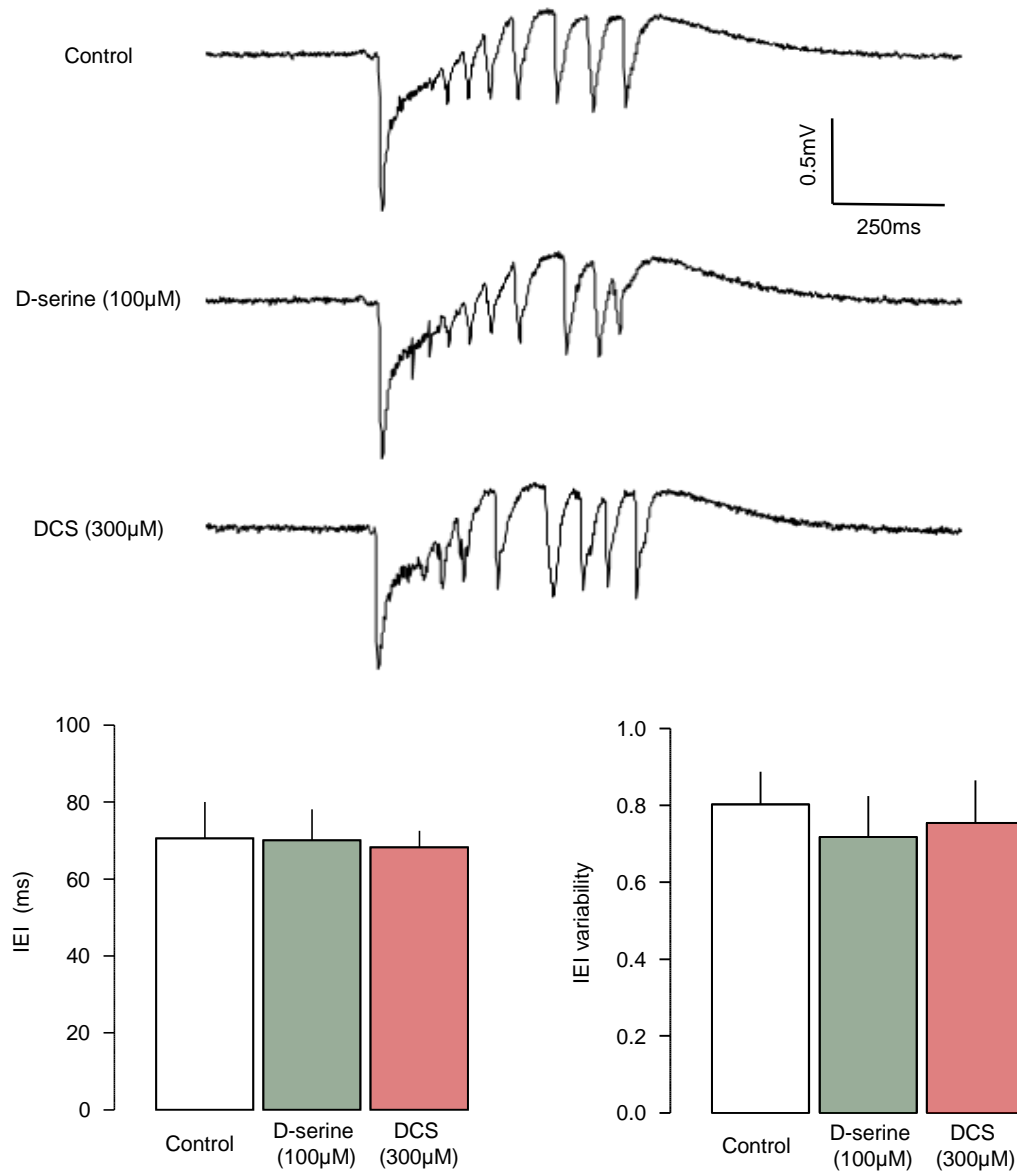 Control
0.5mV
250ms
D-serine (100µM)
DCS (300µM)
100
80
60
40
20
0
IEI (ms)
Control
D-serine
(100µM)
DCS
(300µM)
1.0
0.8
0.6
0.4
0.2
0.0
IEI variability
Control
D-serine
(100µM)
DCS
(300µM)